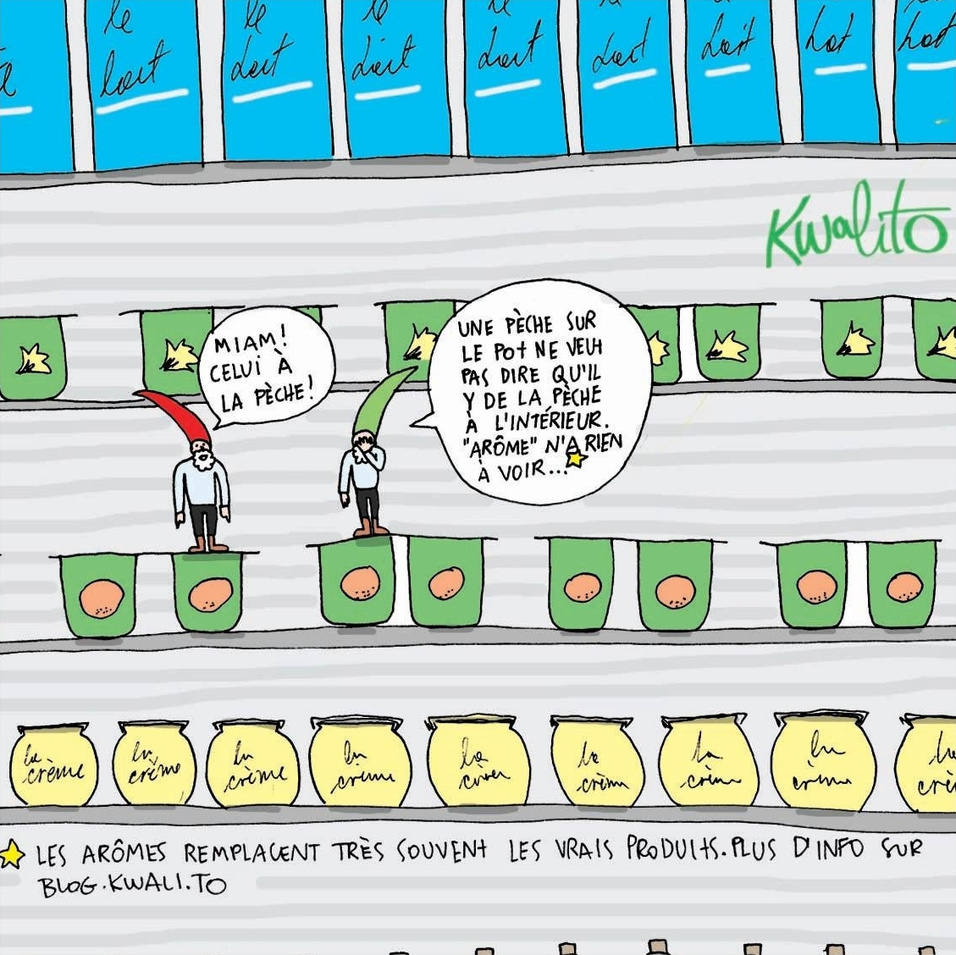 le le le le le le
lait lait lait lait lait lait lait lait
Kwalito
MIAM!
CELUI À
LA PÈCHE!
UNE PÈCHE SUR
LE POT NE VEUT
PAS DIRE QU'IL
Y DE LA PÈCHE
À L'INTÉRIEUR.
"ARÔME" N'A RIEN
À VOIR...
la la la la la la la la la
crème crème crème crème crème crème crème crème
LES ARÔMES REMPLACENT TRÈS SOUVENT LES VRAIS PRODUITS. PLUS D'INFO SUR
BLOG.KWALI.TO